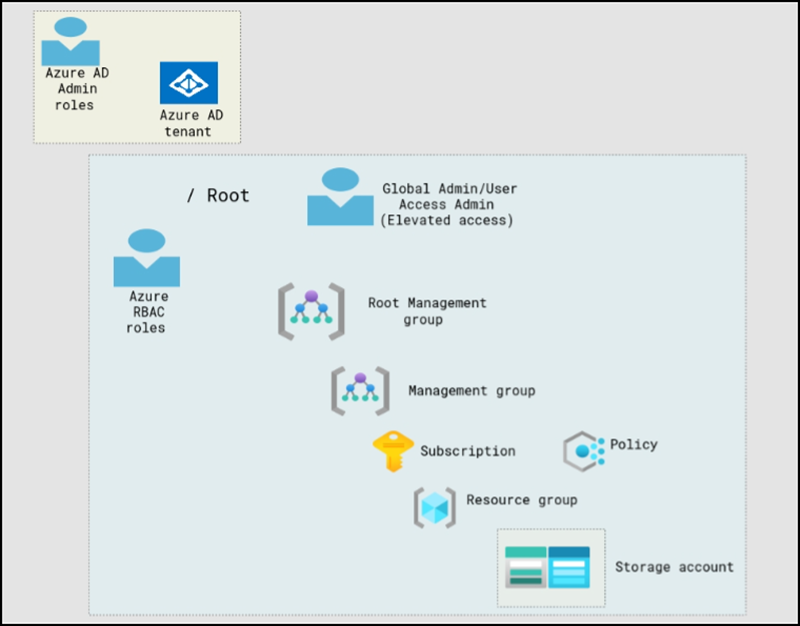 Azure AD
Admin
roles
Azure AD
tenant
/ Root
Global Admin/User
Access Admin
(Elevated access)
Azure
RBAC
roles
Root Management
group
Management group
Subscription
Policy
Resource group
Storage account